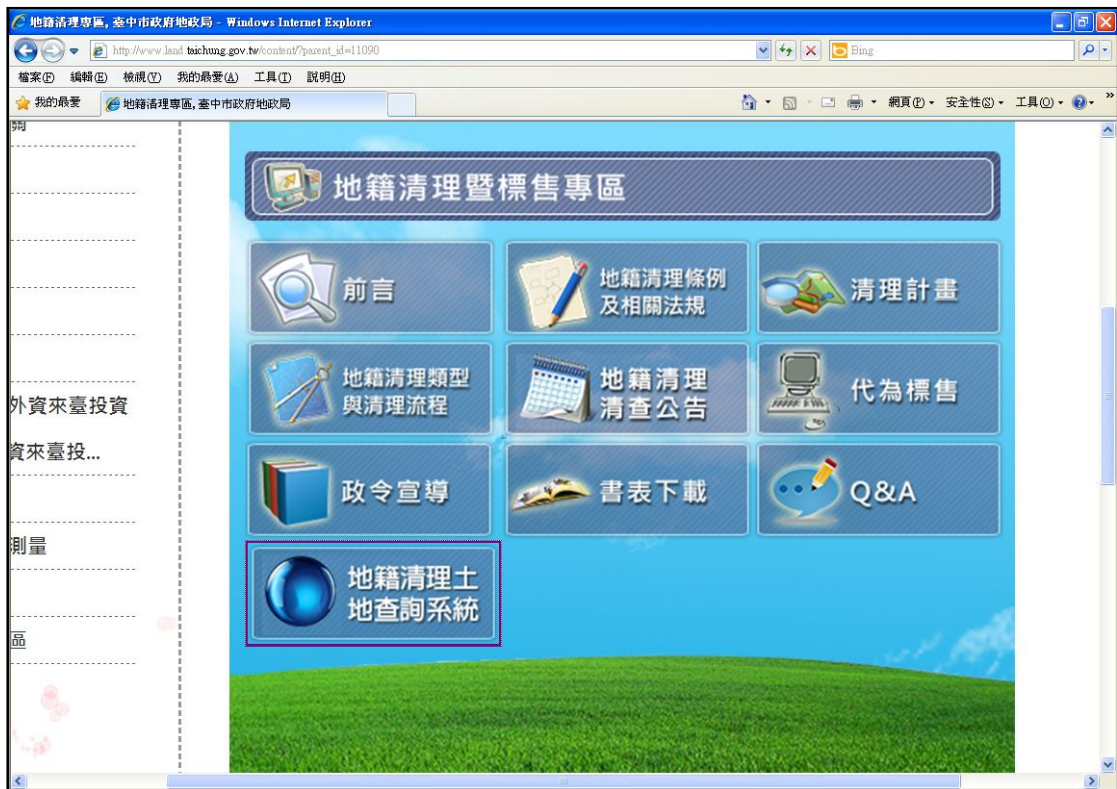 地籍清理專區, 臺中市政府地政局 - Windows Internet Explorer
http://www.land.taichung.gov.tw/content/?parent_id=11090
Bing
檔案(F) 編輯(E) 檢視(V) 我的最愛(A) 工具(T) 說明(H)
我的最愛 地籍清理專區, 臺中市政府地政局 網頁(P) 安全性(S) 工具(O)
地籍清理暨標售專區
前言
地籍清理條例
及相關法規
清理計畫
地籍清理類型
與清理流程
地籍清理
清查公告
代為標售
政令宣導
書表下載
Q&A
地籍清理土
地查詢系統
外資來臺投資
資來臺投...
測量
區